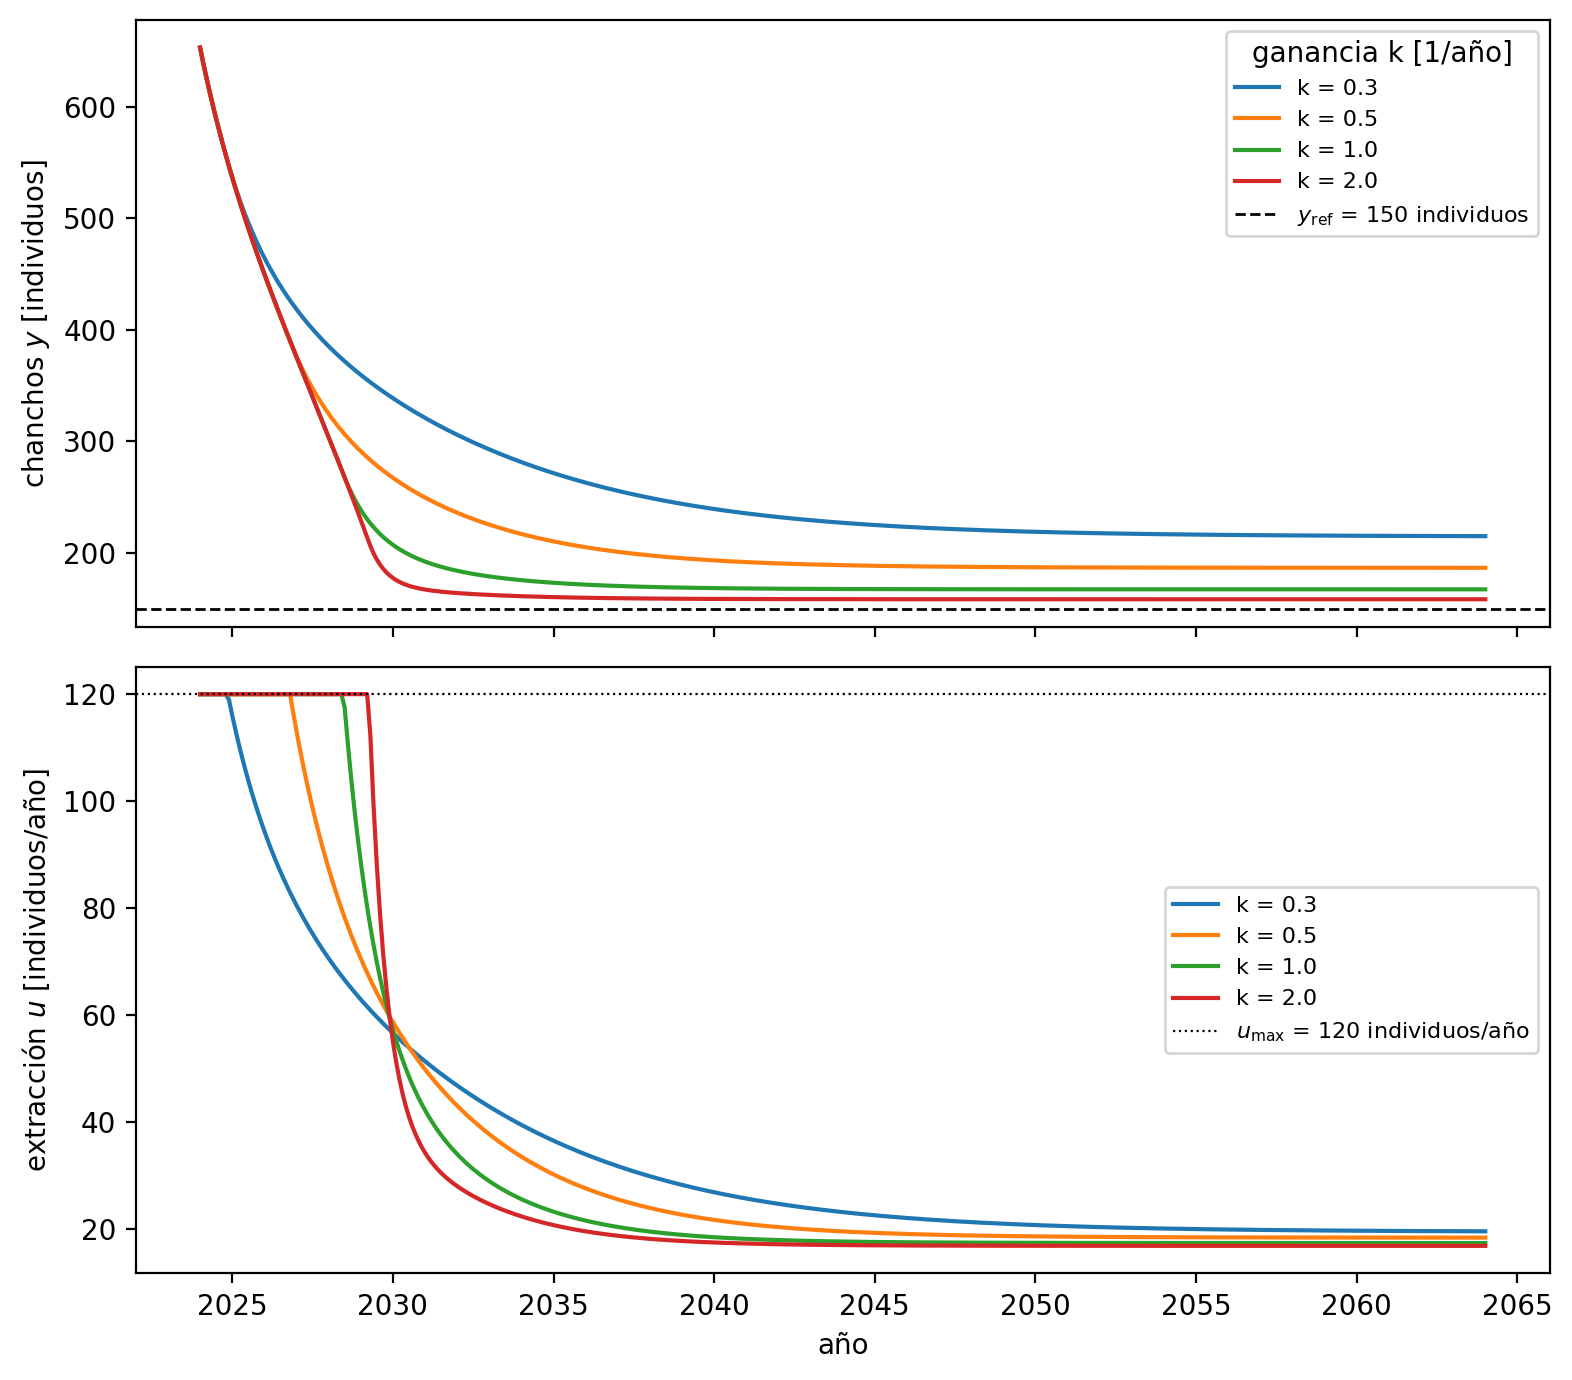 ganancia k [1/año]
k = 0.3
k = 0.5
k = 1.0
k = 2.0
y_ref = 150 individuos
chanchos y [individuos]
600
500
400
300
200
k = 0.3
k = 0.5
k = 1.0
k = 2.0
u_max = 120 individuos/año
extracción u [individuos/año]
120
100
80
60
40
20
2025 2030 2035 2040 2045 2050 2055 2060 2065
año